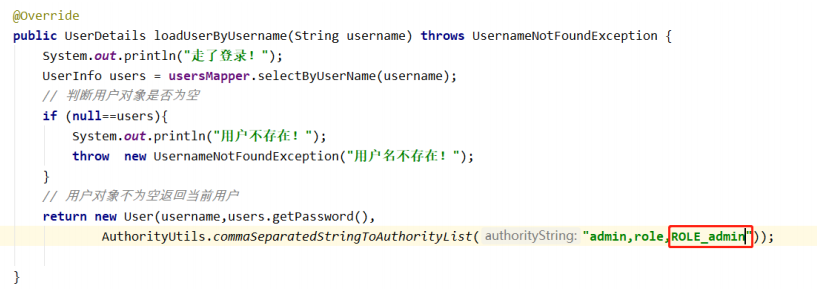 @Override
public UserDetails loadUserByUsername(String username) throws UsernameNotFoundException {
System.out.println("走了登录！");
UserInfo users = usersMapper.selectByUserName(username);
// 判断用户对象是否为空
if (null==users){
System.out.println("用户不存在！");
throw  new UsernameNotFoundException("用户名不存在！");
}
// 用户对象不为空返回当前用户
return new User(username,users.getPassword(),
AuthorityUtils.commaSeparatedStringToAuthorityList( authorityString: "admin,role,ROLE_admin"));
}